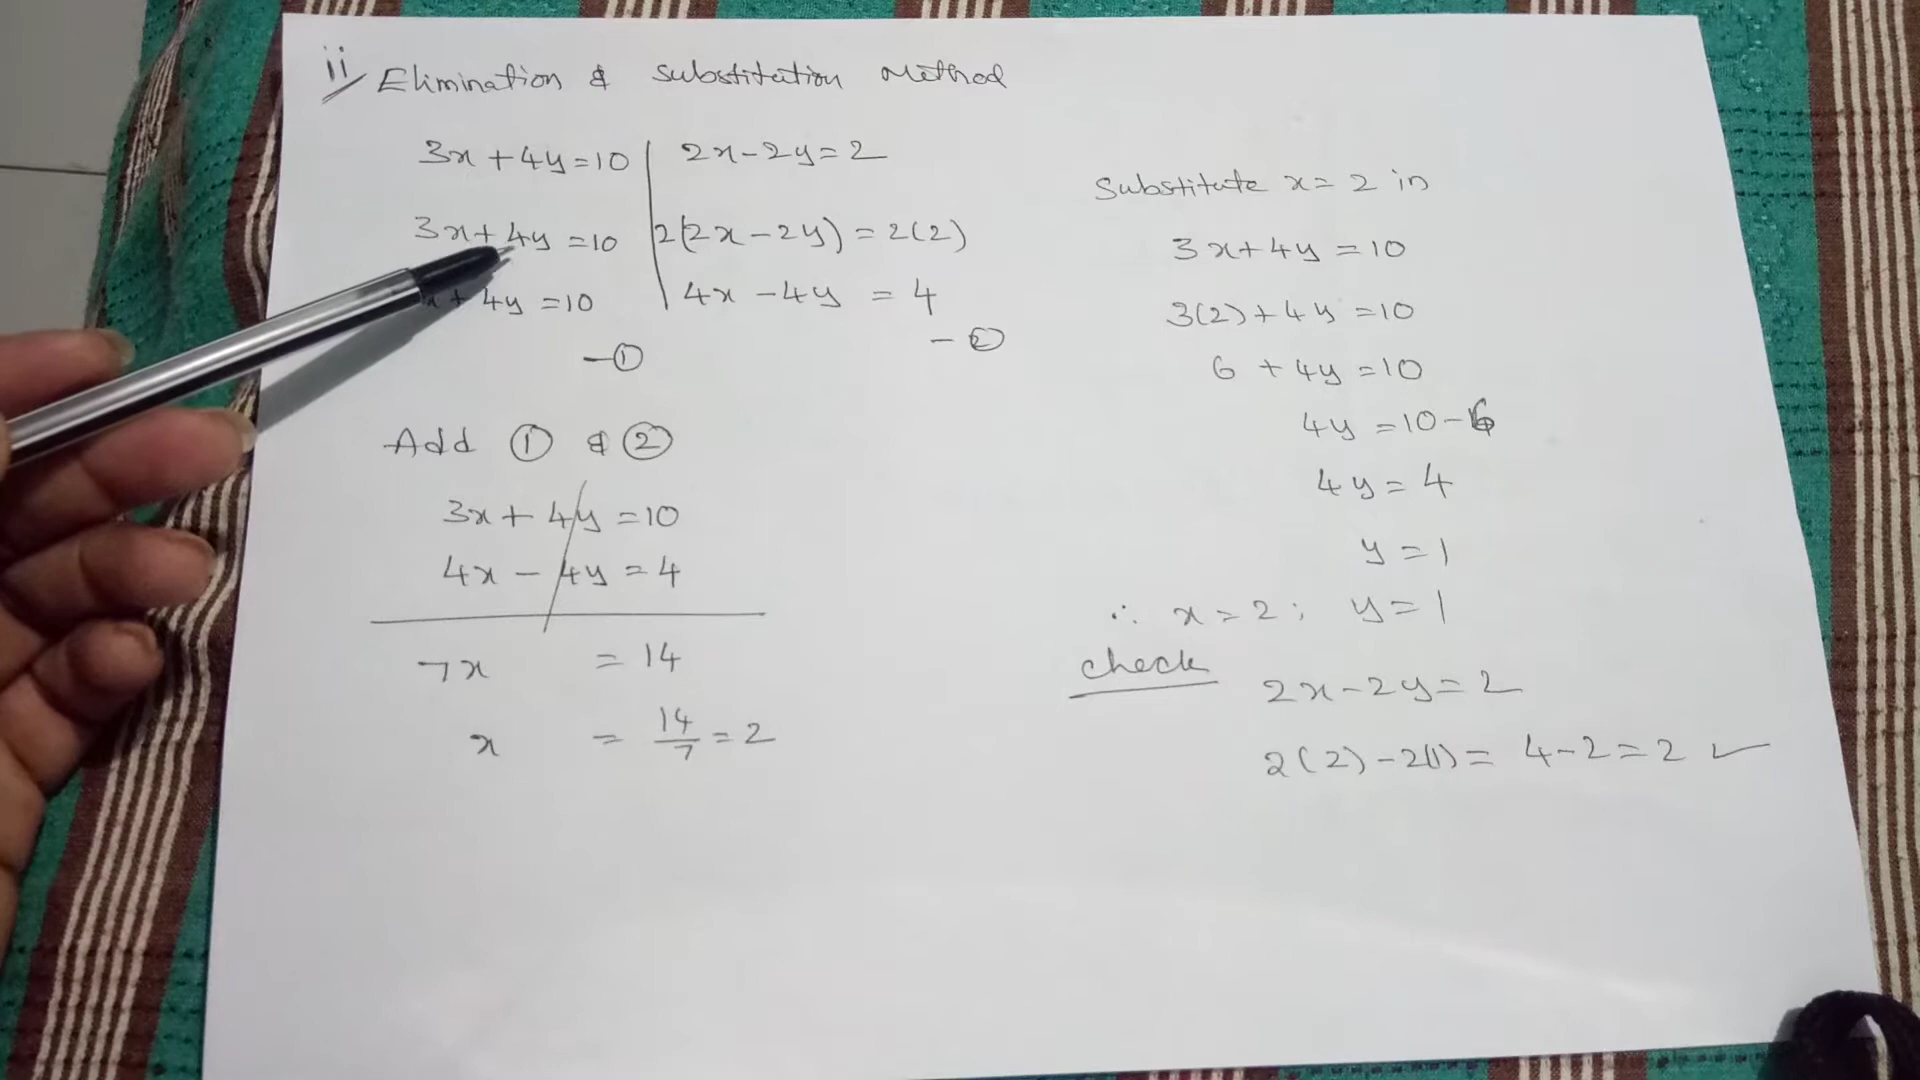 ii Elimination & Substitution Method
3x + 4y = 10 | 2x - 2y = 2
3x + 4y = 10 | 2(2x - 2y) = 2(2)
x + 4y = 10 | 4x - 4y = 4
- ① - ②
Add ① & ②
3x + 4y = 10
4x - 4y = 4
7x = 14
x = 14/7 = 2
Substitute x = 2 in
3x + 4y = 10
3(2) + 4y = 10
6 + 4y = 10
4y = 10 - 6
4y = 4
y = 1
∴ x = 2 ; y = 1
check
2x - 2y = 2
2(2) - 2(1) = 4 - 2 = 2 ✓